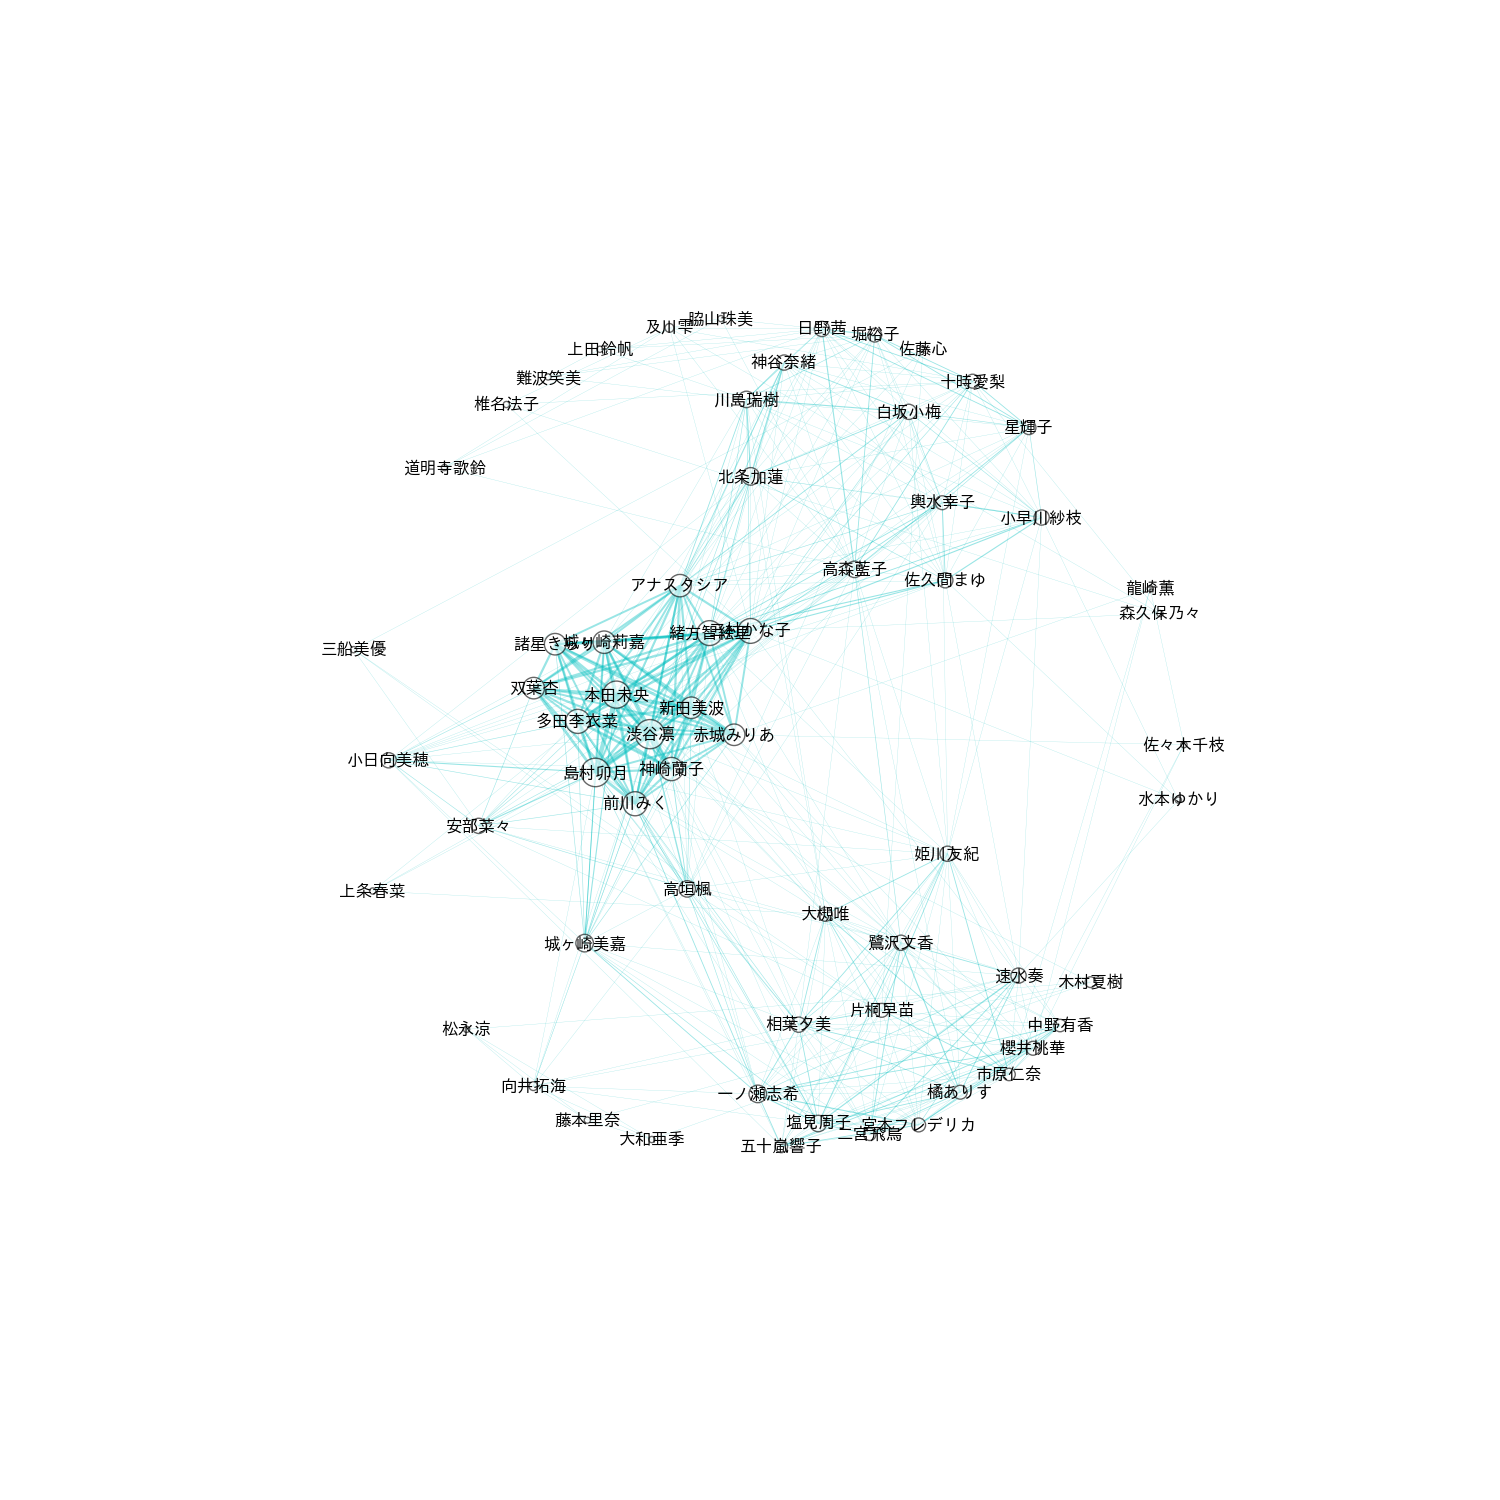 脇山珠美
及川雫
日野茜
堀裕子
上田鈴帆
佐藤心
神谷奈緒
難波笑美
十時愛梨
椎名法子
川島瑞樹
白坂小梅
星輝子
道明寺歌鈴
北条加蓮
輿水幸子
小早川紗枝
高森藍子
佐久間まゆ
アナスタシア
龍崎薫
森久保乃々
緒方智絵里
三村かな子
諸星きらり
城ヶ崎莉嘉
三船美優
双葉杏
本田未央
新田美波
多田李衣菜
渋谷凛
赤城みりあ
佐々木千枝
小日向美穂
島村卯月
神崎蘭子
前川みく
水本ゆかり
安部菜々
姫川友紀
上条春菜
高垣楓
大槻唯
城ヶ崎美嘉
鷺沢文香
速水奏
木村夏樹
片桐早苗
相葉夕美
中野有香
松永涼
櫻井桃華
市原仁奈
向井拓海
一ノ瀬志希
橘ありす
藤本里奈
塩見周子
宮本フレデリカ
二宮飛鳥
大和亜季
五十嵐響子